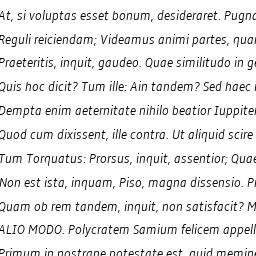 At, si voluptas esset bonum, desideraret. Pugna
Reguli reiciendam; Videamus animi partes, quar
Praeteritis, inquit, gaudeo. Quae similitudo in ge
Quis hoc dicit? Tum ille: Ain tandem? Sed haec
Dempta enim aeternitate nihilo beatior Iuppiter
Quod cum dixissent, ille contra. Ut aliquid scire
Tum Torquatus: Prorsus, inquit, assentior; Quae
Non est ista, inquam, Piso, magna dissensio. P
Quam ob rem tandem, inquit, non satisfacit? M
ALIO MODO. Polycratem Samium felicem appell
Primum in nostrane potestate est, quid memine